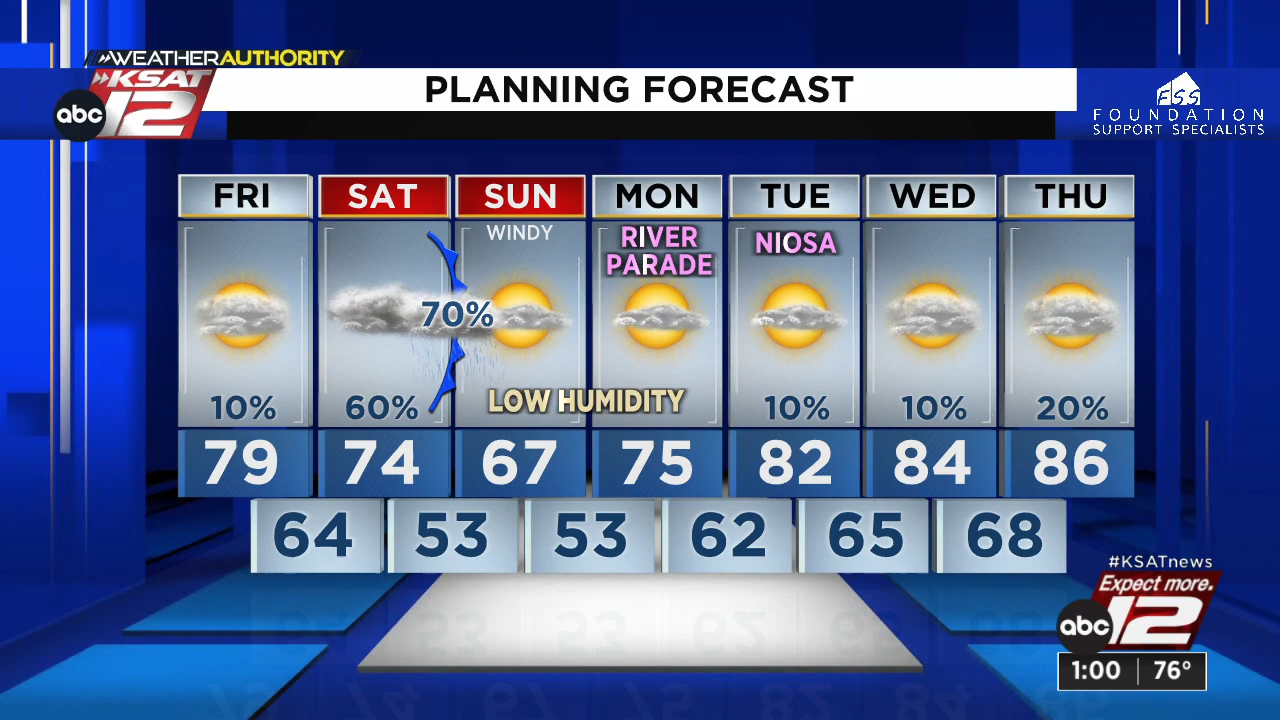 WEATHERAUTHORITY
KSAT
abc 12
PLANNING FORECAST
FSS
FOUNDATION
SUPPORT SPECIALISTS
FRI SAT SUN MON TUE WED THU
WINDY
RIVER
PARADE
NIOSA
70%
LOW HUMIDITY
10% 60% 10% 10% 20%
79 74 67 75 82 84 86
64 53 53 62 65 68
#KSATnews
Expect more.
abc 12
1:00 76°